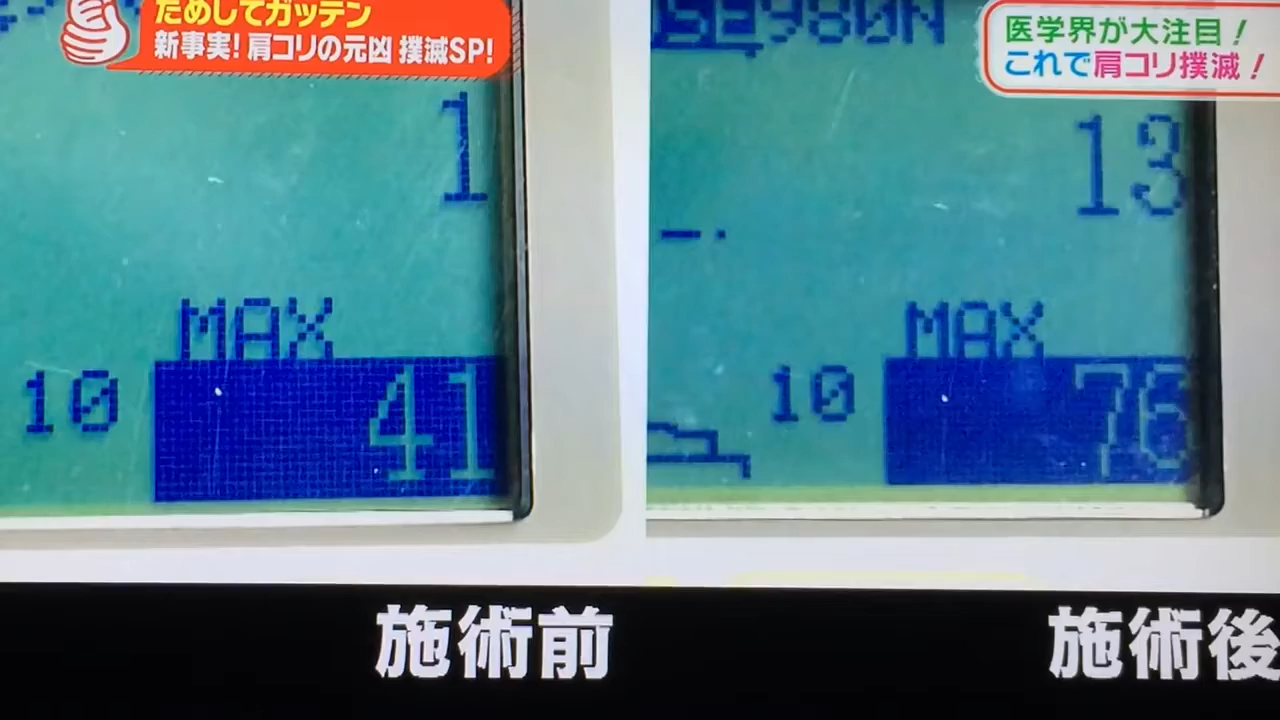 ためしてガッテン
新事実!肩コリの元凶 撲滅SP!
医学界が大注目!
これで肩コリ撲滅!
1
MAX
10
41
980N
13
MAX
10
76
施術前
施術後